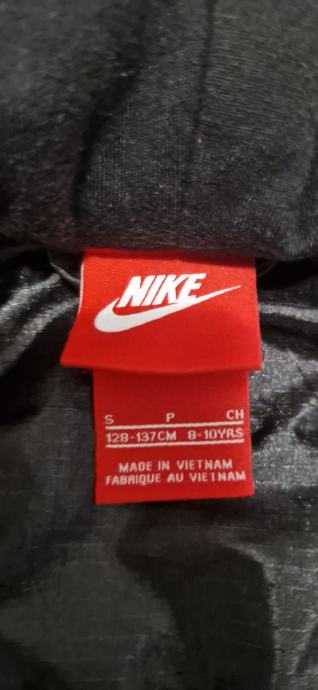 NIKE
S P CH
128-137CM 8-10YRS
MADE IN VIETNAM
FABRIQUE AU VIETNAM